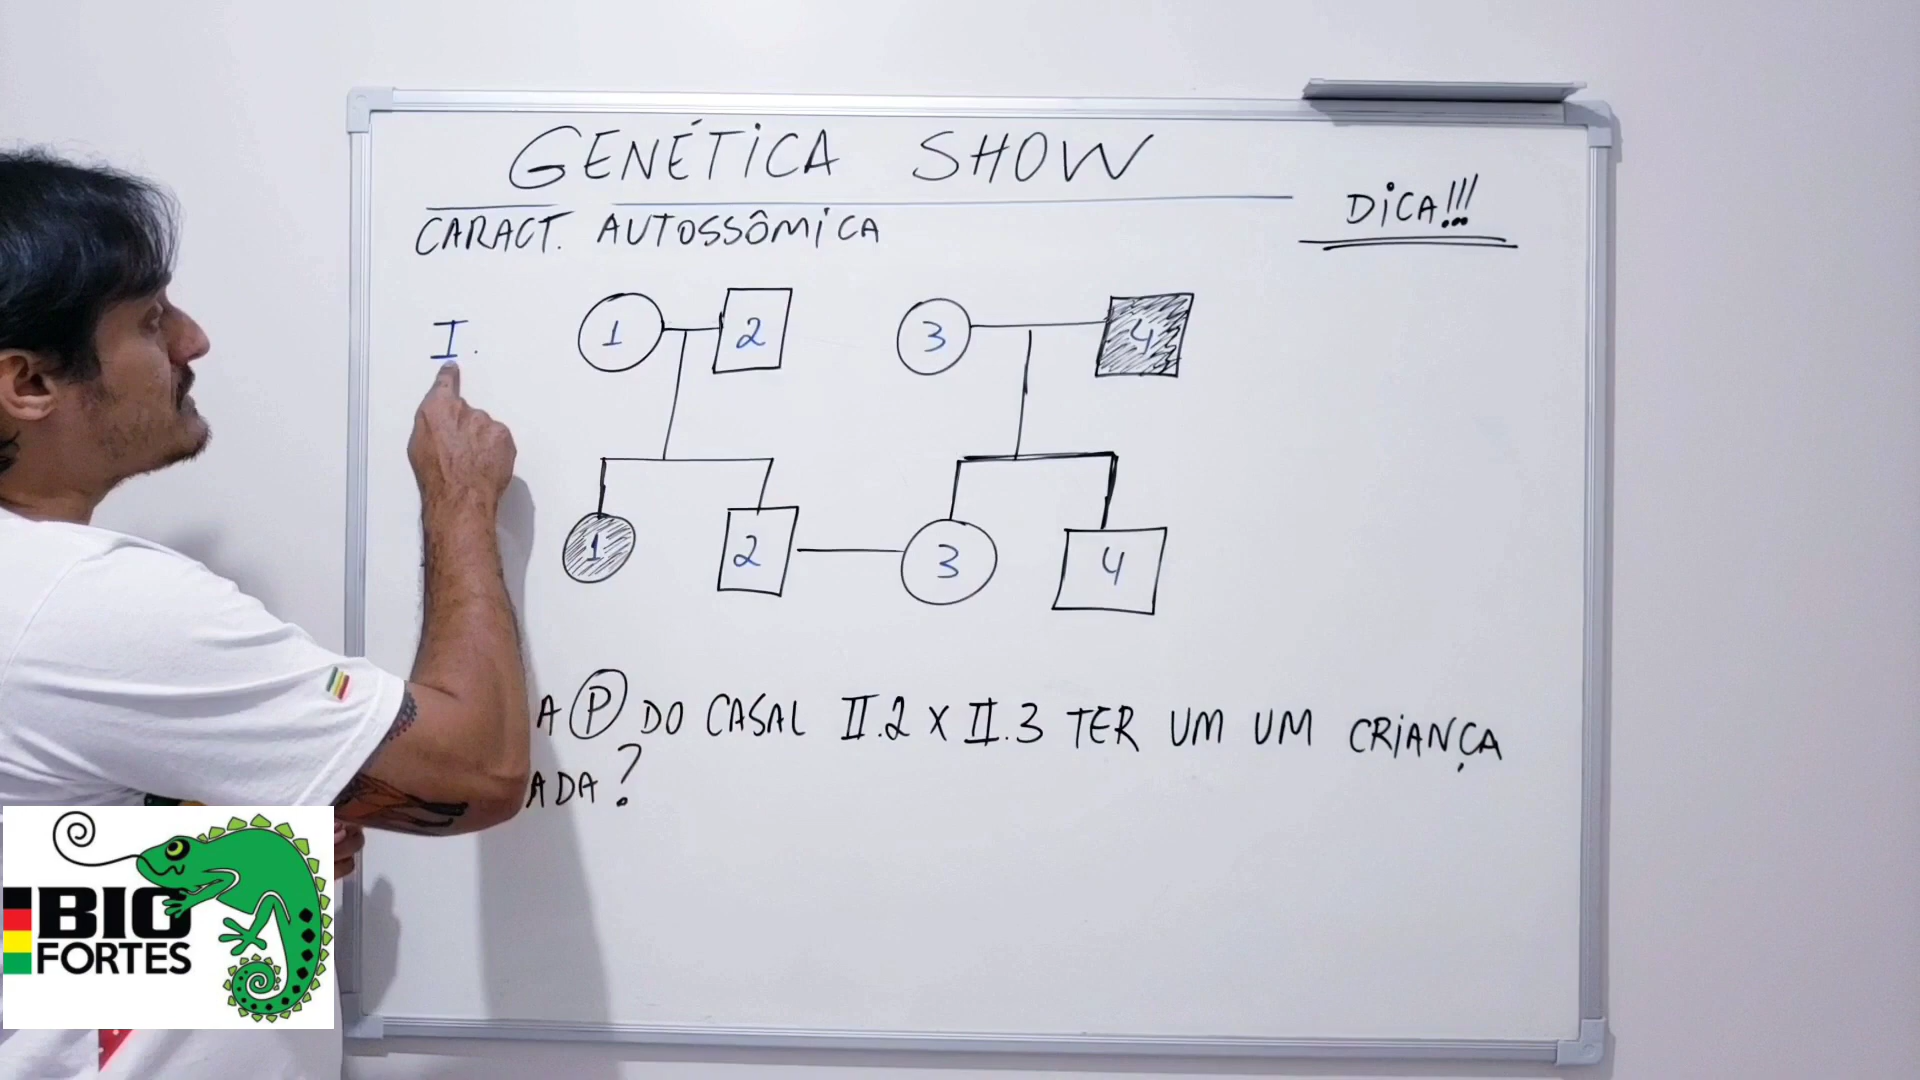 GENÉTICA SHOW
DICA!!!
CARACT. AUTOSSÔMICA
I. 1 2 3 4
1 2 3 4
A P DO CASAL II.2 X II.3 TER UM UM CRIANÇA
ADA?
BIO
FORTES